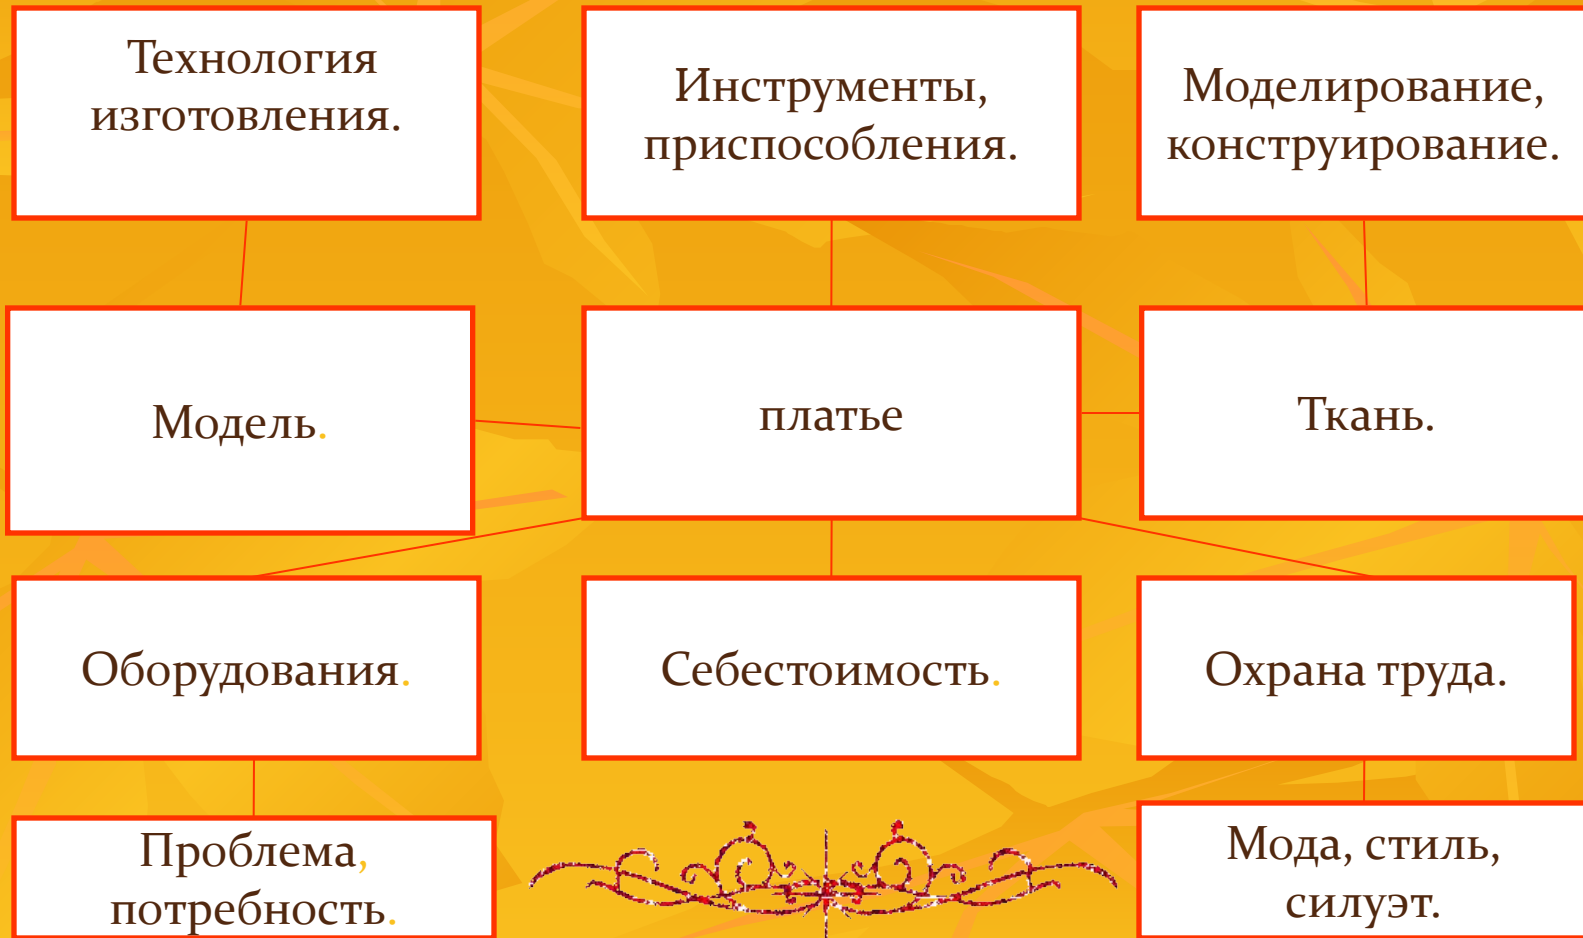 Технология
изготовления.
Инструменты,
приспособления.
Моделирование,
конструирование.
Модель.
платье
Ткань.
Оборудования.
Себестоимость.
Охрана труда.
Проблема,
потребность.
Мода, стиль,
силуэт.